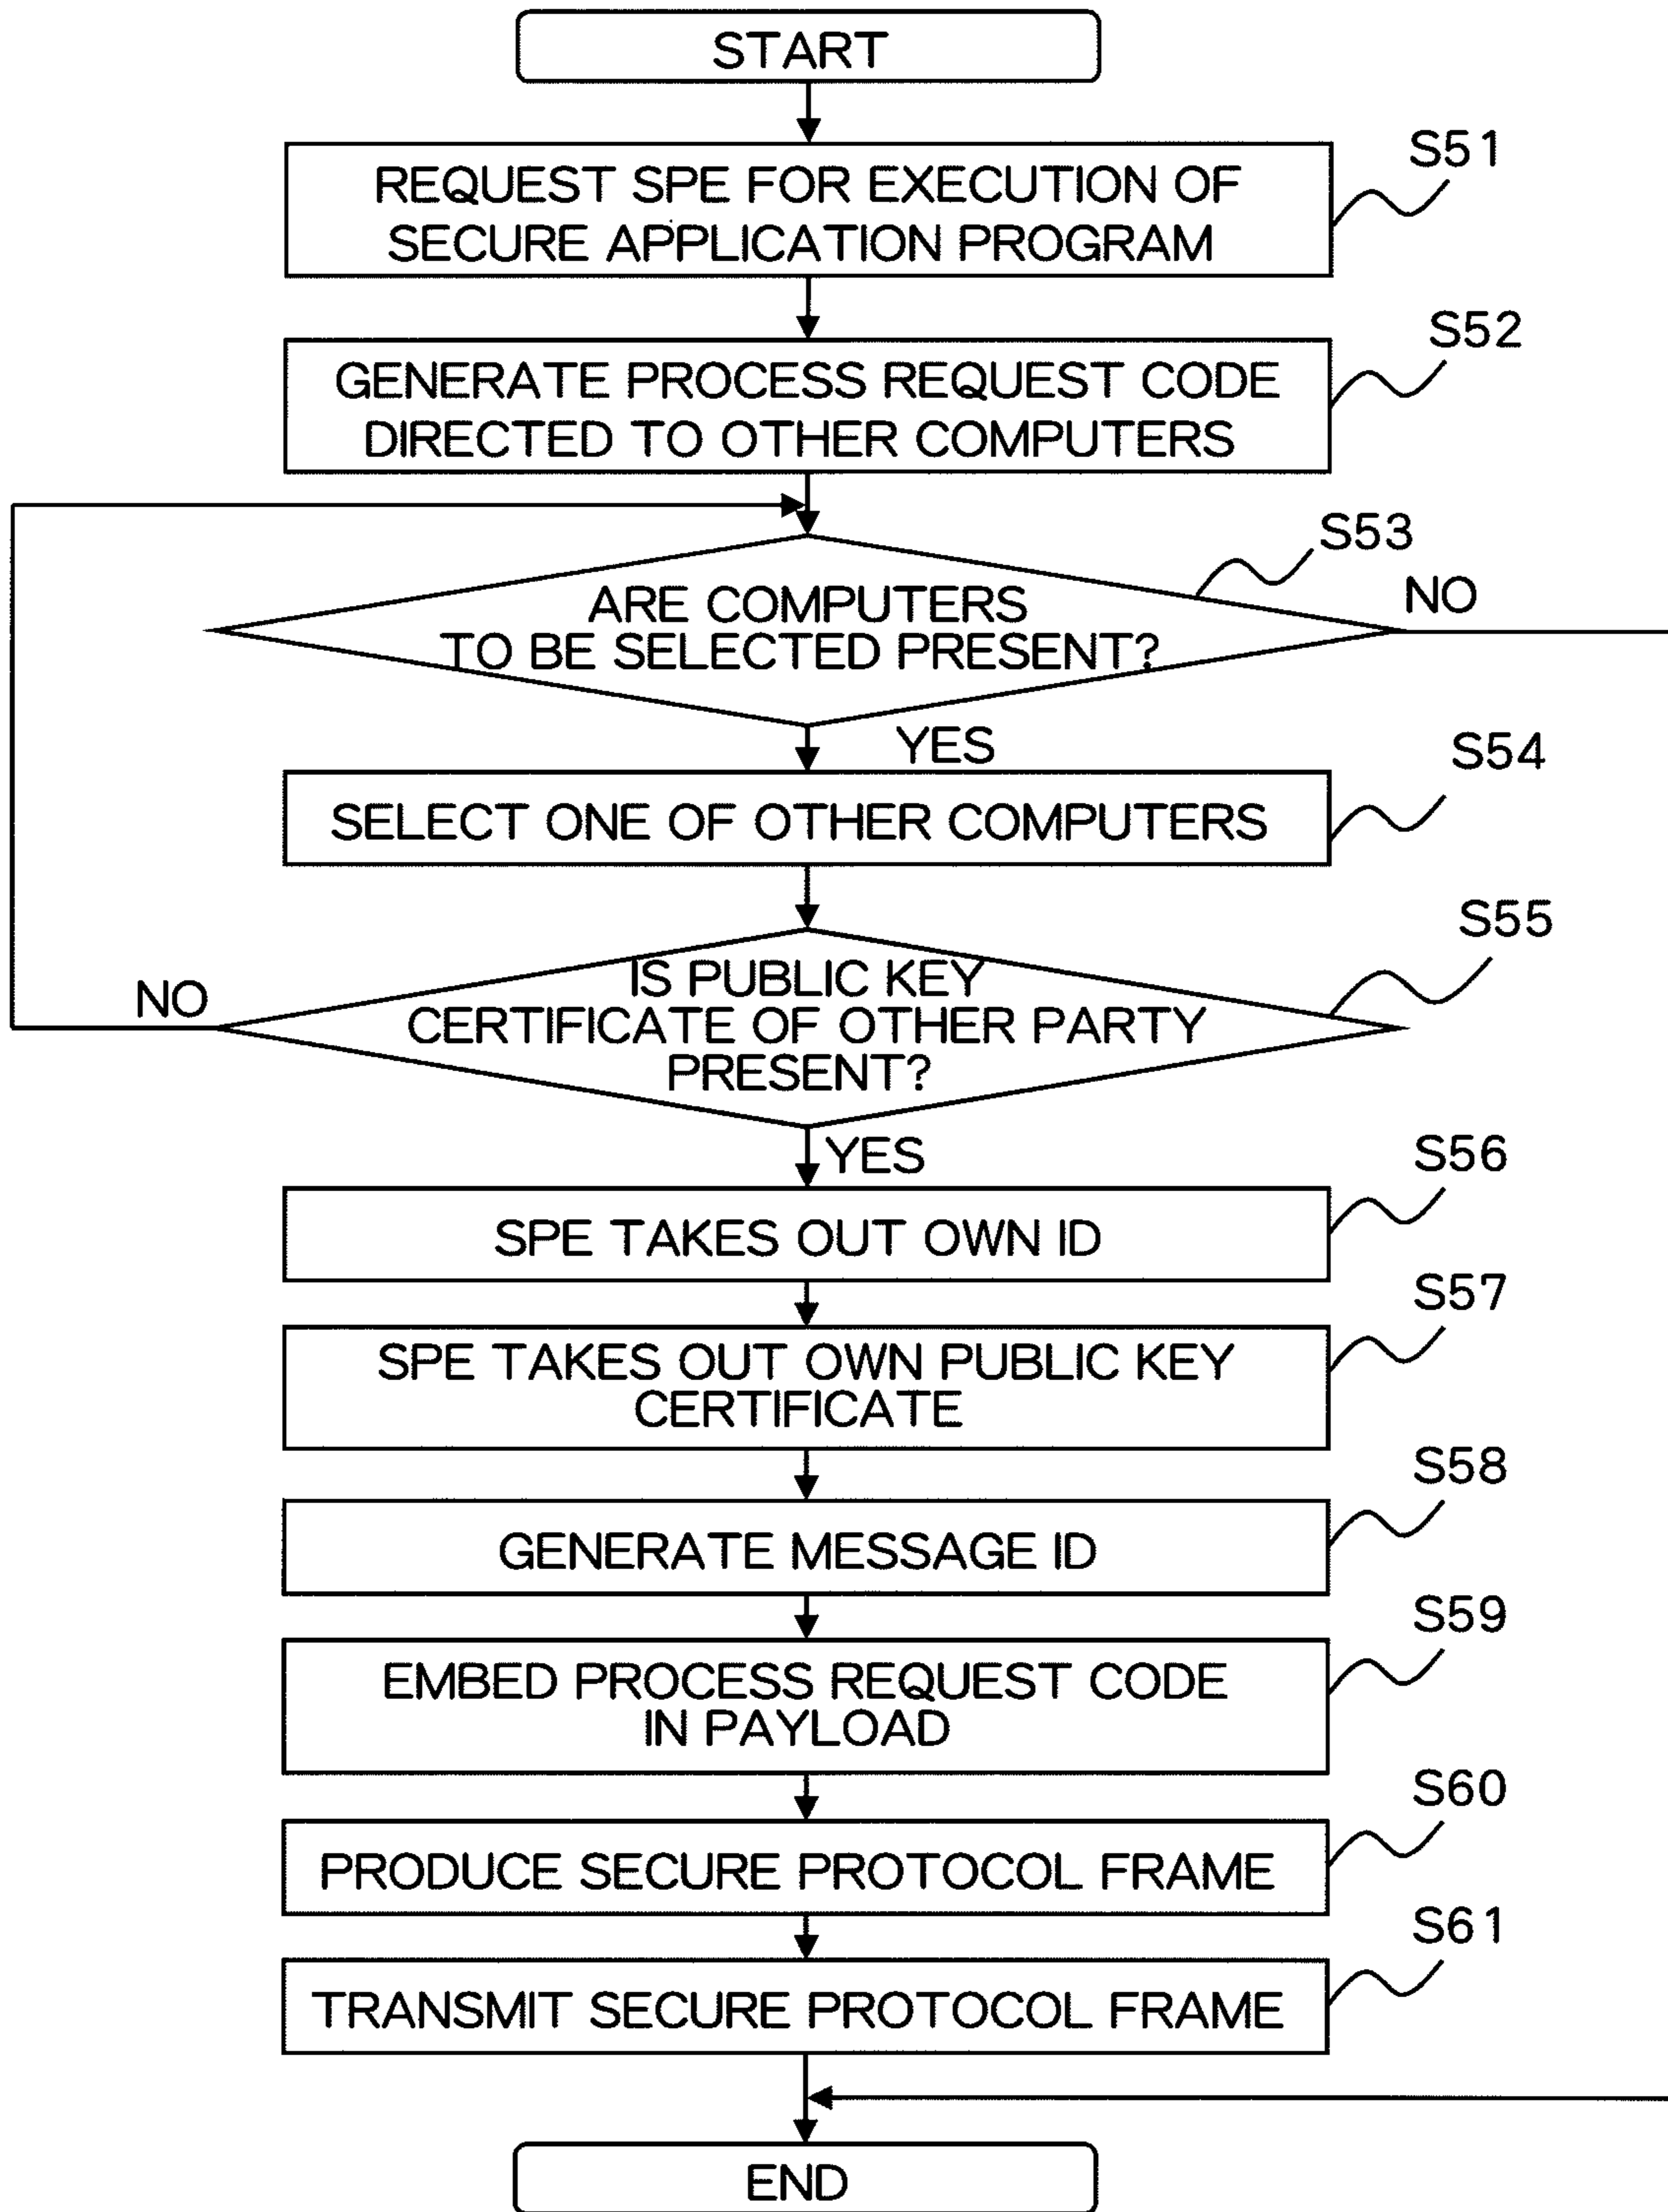 START
S51
REQUEST SPE FOR EXECUTION OF
SECURE APPLICATION PROGRAM
S52
GENERATE PROCESS REQUEST CODE
DIRECTED TO OTHER COMPUTERS
S53
NO
ARE COMPUTERS
TO BE SELECTED PRESENT?
YES
S54
SELECT ONE OF OTHER COMPUTERS
S55
NO
IS PUBLIC KEY
CERTIFICATE OF OTHER PARTY
PRESENT?
YES
S56
SPE TAKES OUT OWN ID
S57
SPE TAKES OUT OWN PUBLIC KEY
CERTIFICATE
S58
GENERATE MESSAGE ID
S59
EMBED PROCESS REQUEST CODE
IN PAYLOAD
S60
PRODUCE SECURE PROTOCOL FRAME
S61
TRANSMIT SECURE PROTOCOL FRAME
END